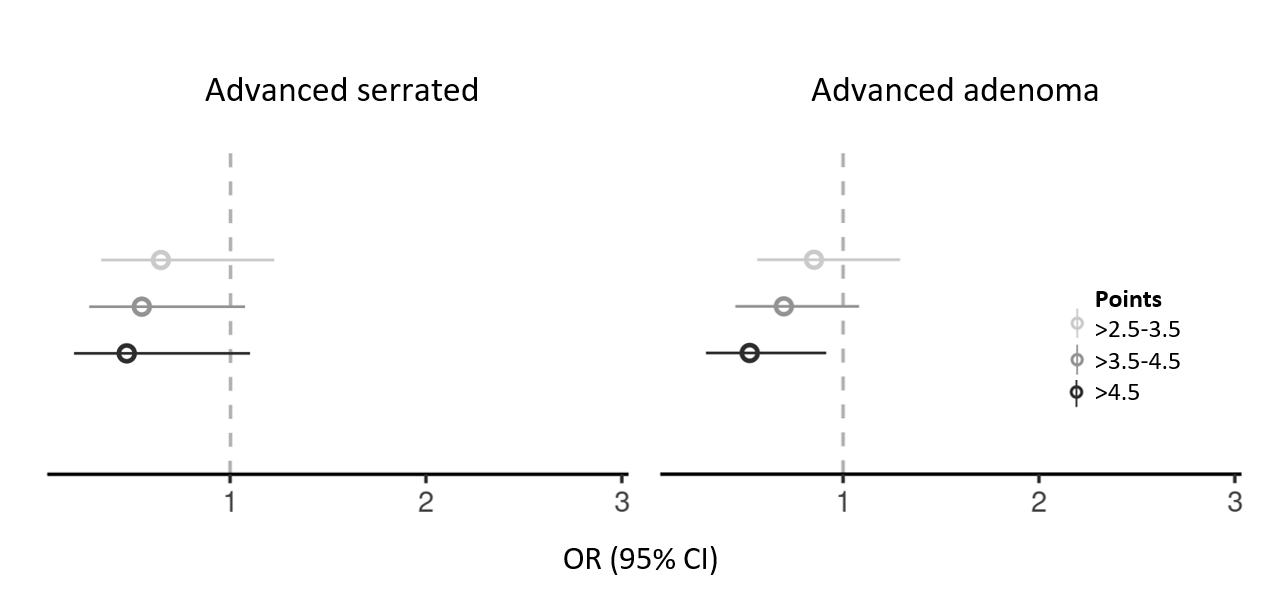 Advanced serrated
Advanced adenoma
Points
>2.5-3.5
>3.5-4.5
>4.5
1 2 3
1 2 3
OR (95% CI)